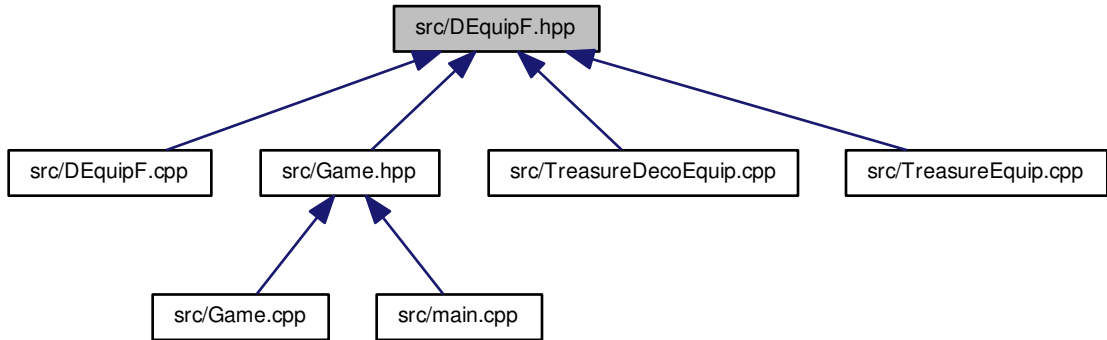 src/DEquipF.hpp
src/DEquipF.cpp
src/Game.hpp
src/TreasureDecoEquip.cpp
src/TreasureEquip.cpp
src/Game.cpp
src/main.cpp